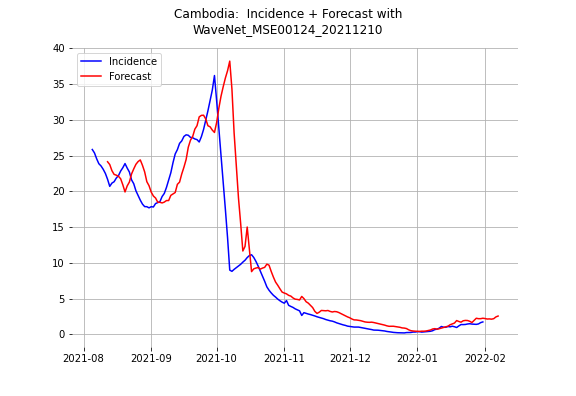 Cambodia:  Incidence + Forecast with
WaveNet_MSE00124_20211210
Incidence
Forecast
40
35
30
25
20
15
10
5
0
2021-08 2021-09 2021-10 2021-11 2021-12 2022-01 2022-02